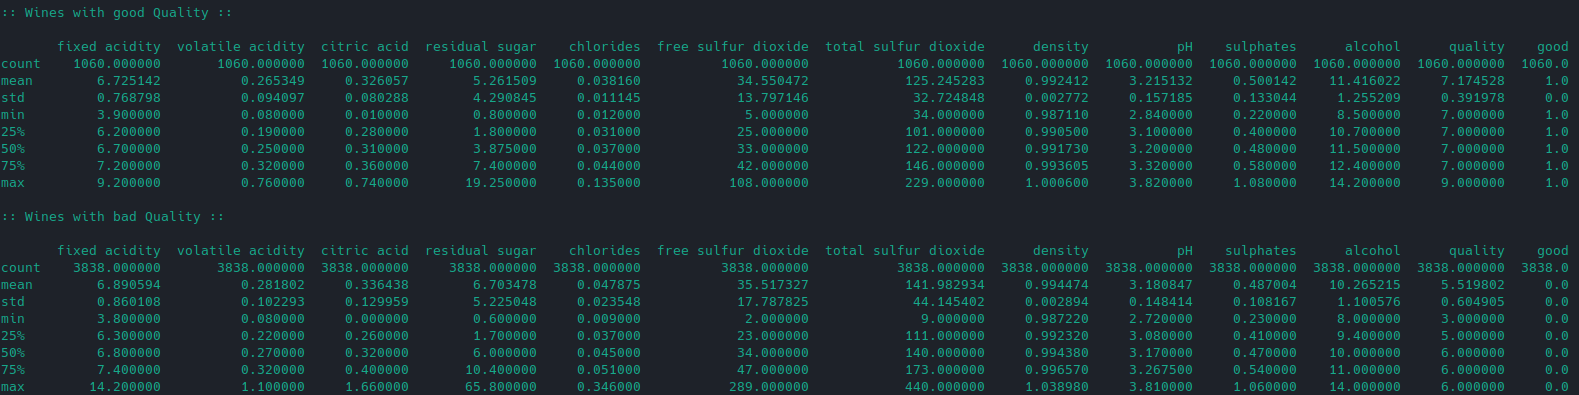 :: Wines with good Quality ::
fixed acidity volatile acidity citric acid residual sugar chlorides free sulfur dioxide total sulfur dioxide density pH sulphates alcohol quality good
count 1060.000000 1060.000000 1060.000000 1060.000000 1060.000000 1060.000000 1060.000000 1060.000000 1060.000000 1060.000000 1060.000000 1060.000000 1060.0
mean 6.725142 0.265349 0.326057 5.261509 0.038160 34.550472 125.245283 0.992412 3.215132 0.500142 11.416022 7.174528 1.0
std 0.768798 0.094097 0.080288 4.290845 0.011145 13.797146 32.724848 0.002772 0.157185 0.133044 1.255209 0.391978 0.0
min 3.900000 0.080000 0.010000 0.800000 0.012000 5.000000 34.000000 0.987110 2.840000 0.220000 8.500000 7.000000 1.0
25% 6.200000 0.190000 0.280000 1.800000 0.031000 25.000000 101.000000 0.990500 3.100000 0.400000 10.700000 7.000000 1.0
50% 6.700000 0.250000 0.310000 3.875000 0.037000 33.000000 122.000000 0.991730 3.200000 0.480000 11.500000 7.000000 1.0
75% 7.200000 0.320000 0.360000 7.400000 0.044000 42.000000 146.000000 0.993605 3.320000 0.580000 12.400000 7.000000 1.0
max 9.200000 0.760000 0.740000 19.250000 0.135000 108.000000 229.000000 1.000600 3.820000 1.080000 14.200000 9.000000 1.0
:: Wines with bad Quality ::
fixed acidity volatile acidity citric acid residual sugar chlorides free sulfur dioxide total sulfur dioxide density pH sulphates alcohol quality good
count 3838.000000 3838.000000 3838.000000 3838.000000 3838.000000 3838.000000 3838.000000 3838.000000 3838.000000 3838.000000 3838.000000 3838.000000 3838.0
mean 6.890594 0.281802 0.336438 6.703478 0.047875 35.517327 141.982934 0.994474 3.180847 0.487004 10.265215 5.519802 0.0
std 0.860108 0.102293 0.129959 5.225048 0.023548 17.787825 44.145402 0.002894 0.148414 0.108167 1.100576 0.604905 0.0
min 3.800000 0.080000 0.000000 0.600000 0.009000 2.000000 9.000000 0.987220 2.720000 0.230000 8.000000 3.000000 0.0
25% 6.300000 0.220000 0.260000 1.700000 0.037000 23.000000 111.000000 0.992320 3.080000 0.410000 9.400000 5.000000 0.0
50% 6.800000 0.270000 0.320000 6.000000 0.045000 34.000000 140.000000 0.994380 3.170000 0.470000 10.000000 6.000000 0.0
75% 7.400000 0.320000 0.400000 10.400000 0.051000 47.000000 173.000000 0.996570 3.267500 0.540000 11.000000 6.000000 0.0
max 14.200000 1.100000 1.660000 65.800000 0.346000 289.000000 440.000000 1.038980 3.810000 1.060000 14.000000 6.000000 0.0